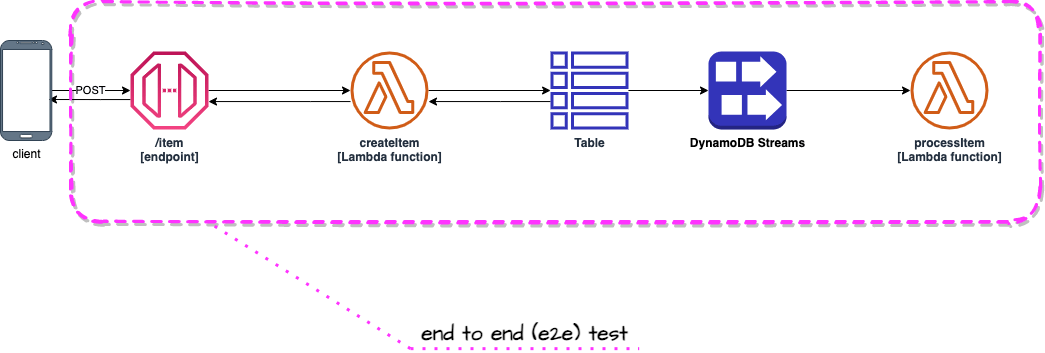 POST
client
/item
[endpoint]
createItem
[Lambda function]
Table
DynamoDB Streams
processItem
[Lambda function]
end to end (e2e) test